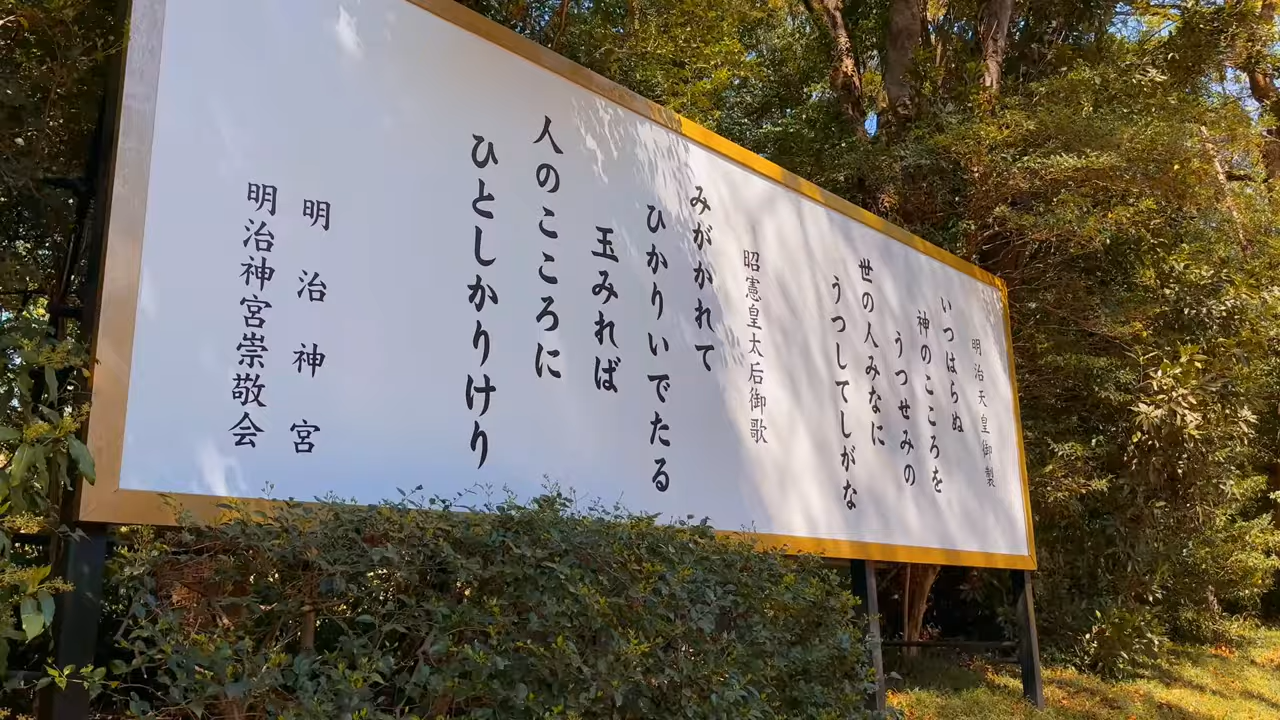 明治天皇御製
いつはらぬ
神のこころを
うつせみの
世の人みなに
うつしてしがな
昭憲皇太后御歌
みがかれて
ひかりいでたる
玉みれば
人のこころに
ひとしかりけり
明治神宮
明治神宮崇敬会